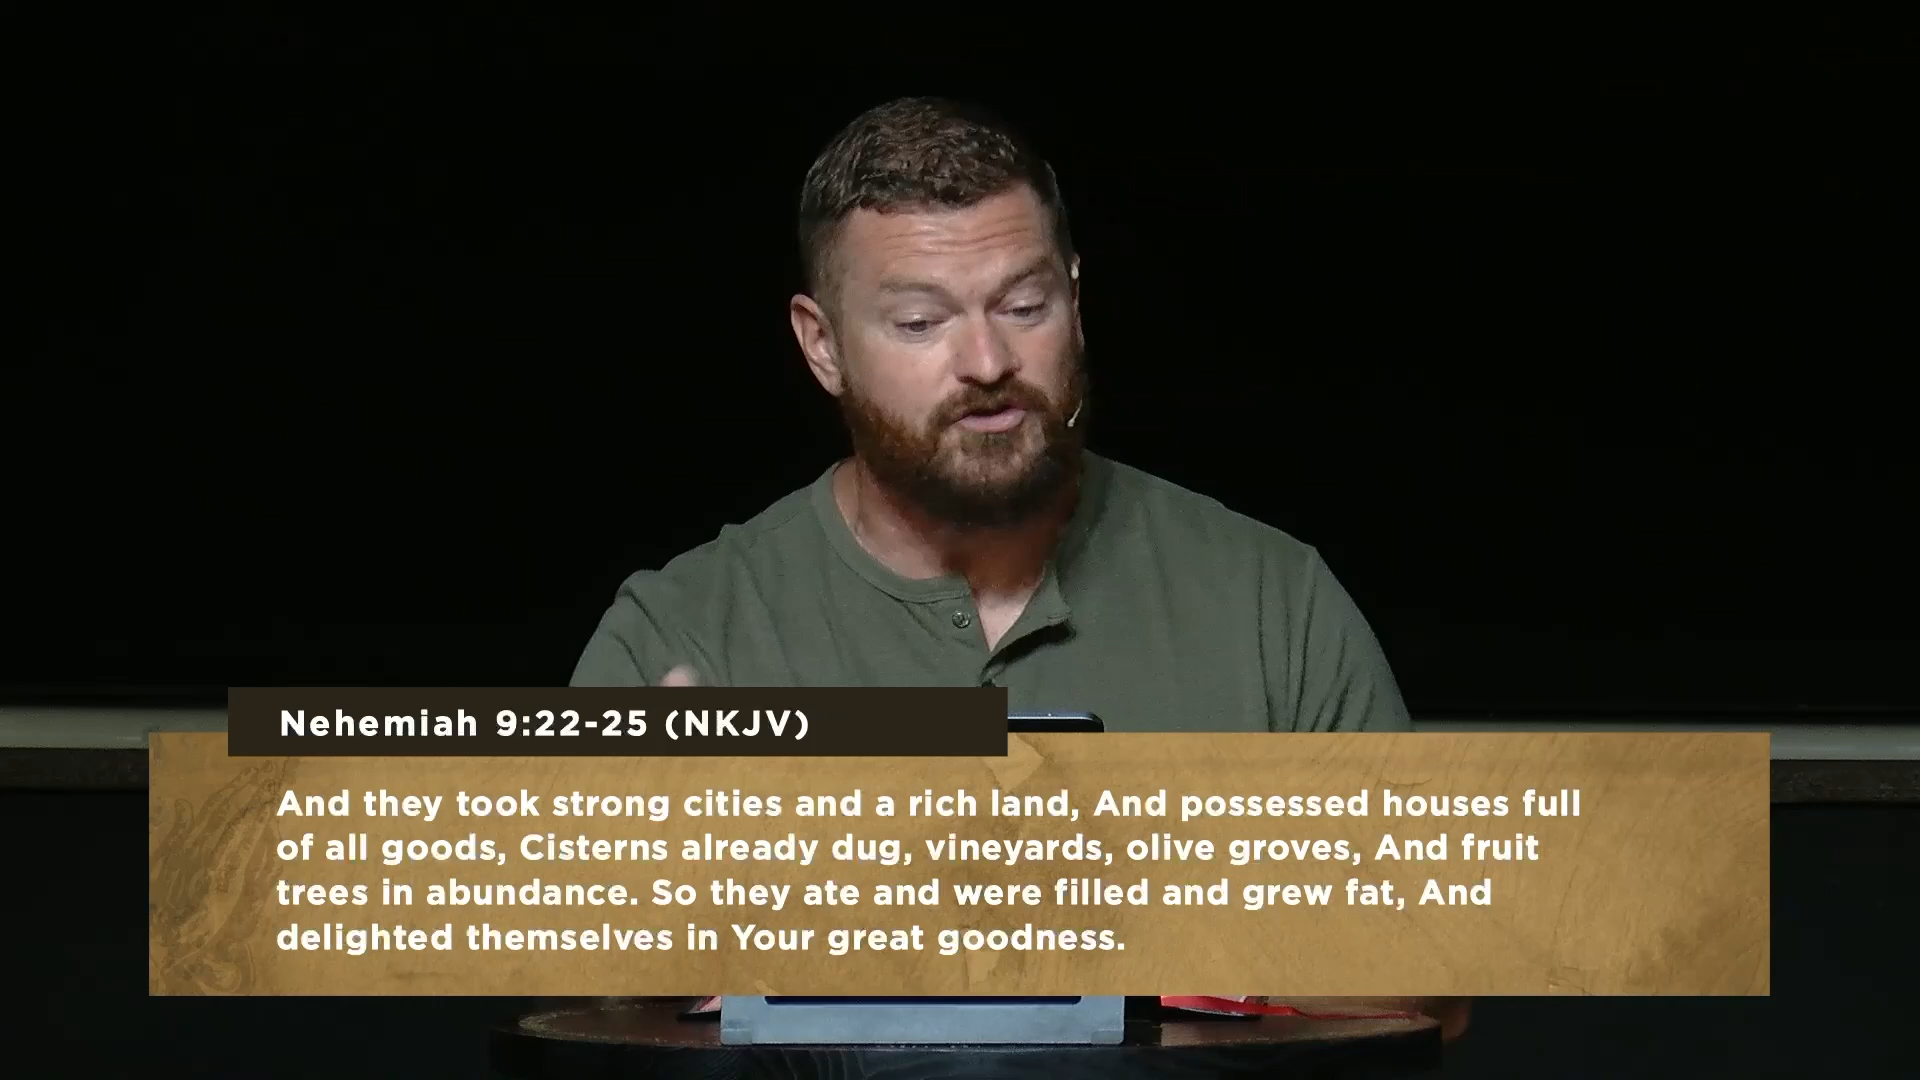 Nehemiah 9:22-25 (NKJV)
And they took strong cities and a rich land, And possessed houses full
of all goods, Cisterns already dug, vineyards, olive groves, And fruit
trees in abundance. So they ate and were filled and grew fat, And
delighted themselves in Your great goodness.